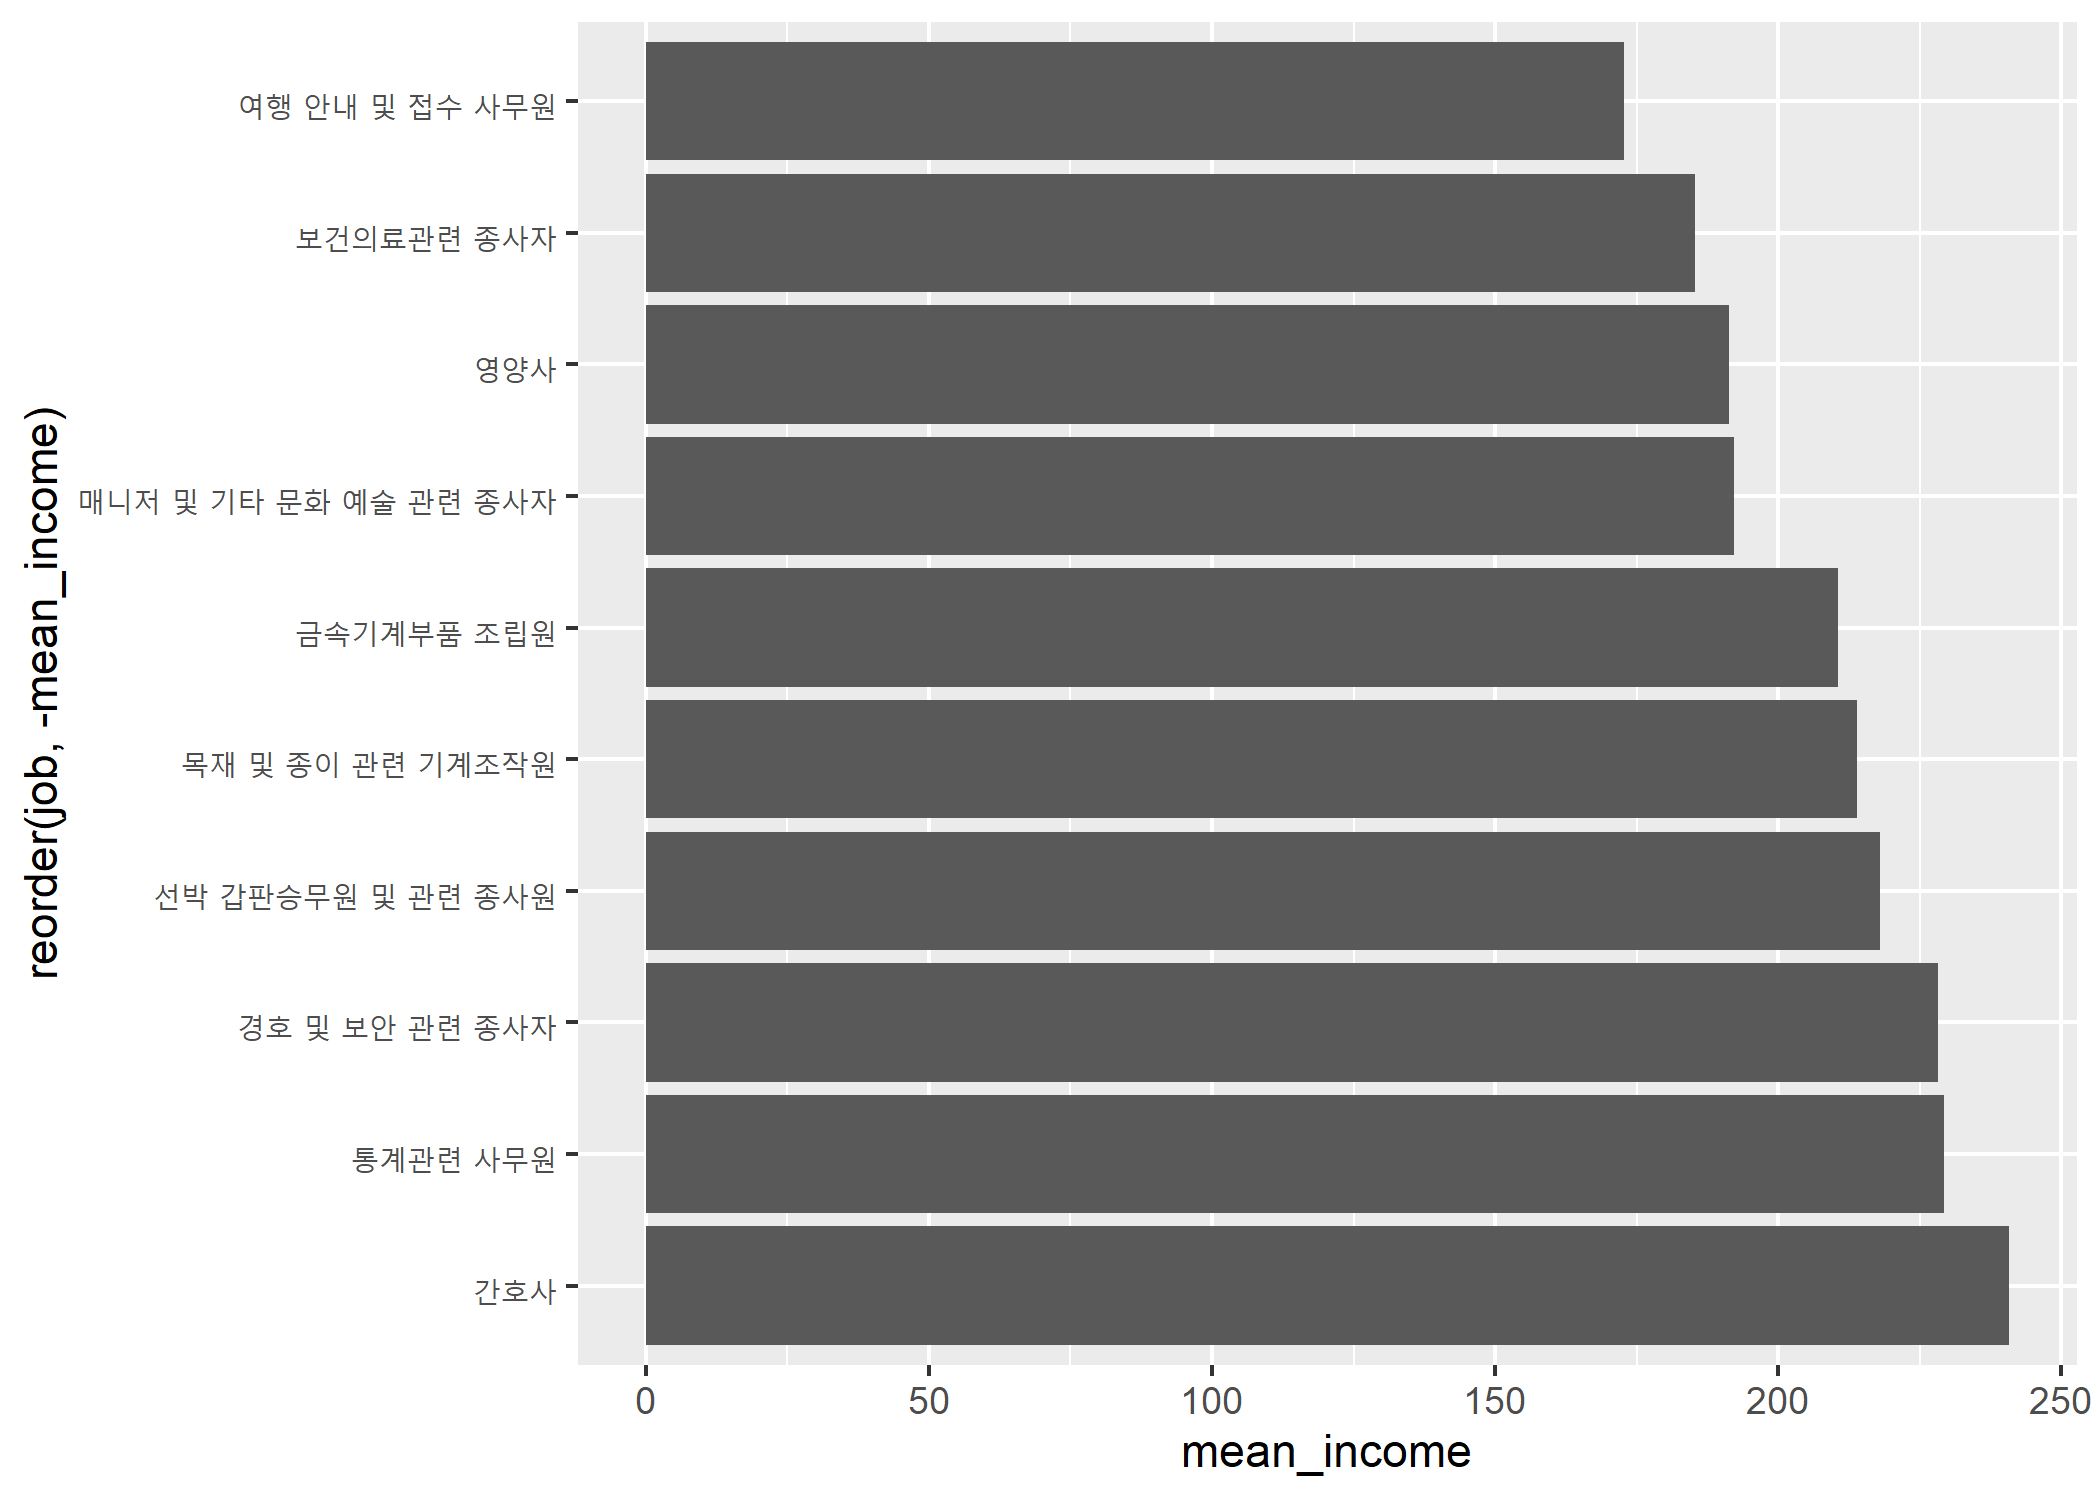 reorder(job, -mean_income)
여행 안내 및 접수 사무원
보건의료관련 종사자
영양사
매니저 및 기타 문화 예술 관련 종사자
금속기계부품 조립원
목재 및 종이 관련 기계조작원
선박 갑판승무원 및 관련 종사원
경호 및 보안 관련 종사자
통계관련 사무원
간호사
0 50 100 150 200 250
mean_income